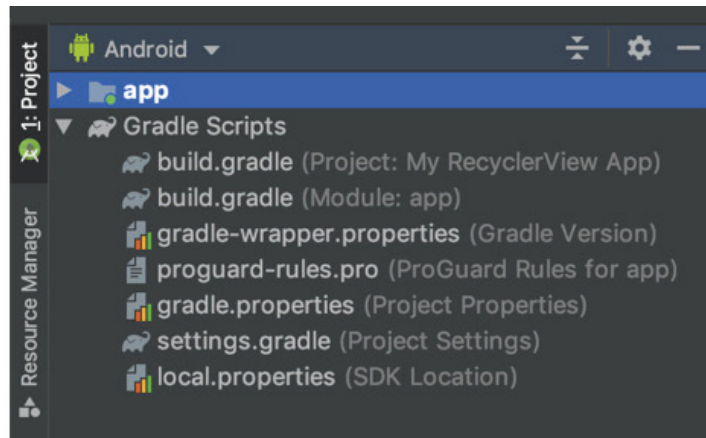 1: Project
Resource Manager
Android
app
Gradle Scripts
build.gradle (Project: My RecyclerView App)
build.gradle (Module: app)
gradle-wrapper.properties (Gradle Version)
proguard-rules.pro (ProGuard Rules for app)
gradle.properties (Project Properties)
settings.gradle (Project Settings)
local.properties (SDK Location)